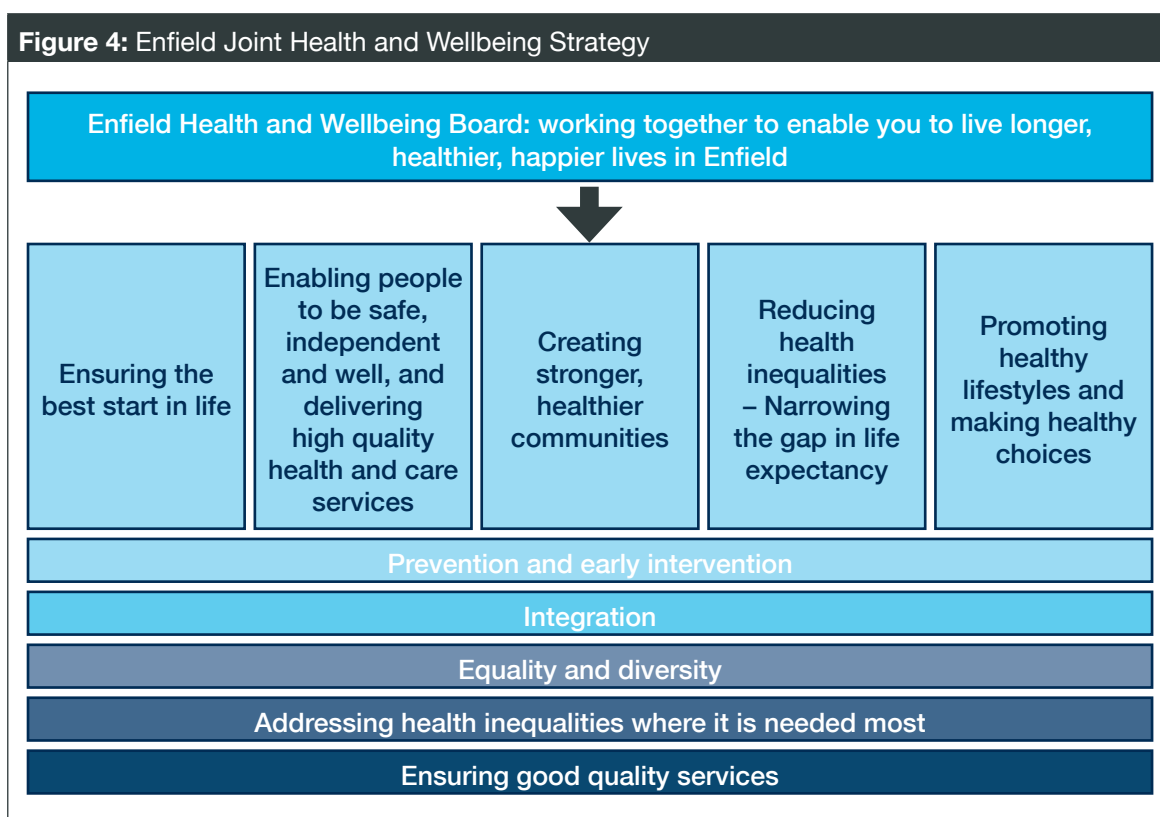 Figure 4: Enfield Joint Health and Wellbeing Strategy
Enfield Health and Wellbeing Board: working together to enable you to live longer,
healthier, happier lives in Enfield
Ensuring the
best start in life
Enabling people
to be safe,
independent
and well, and
delivering
high quality
health and care
services
Creating
stronger,
healthier
communities
Reducing
health
inequalities
– Narrowing
the gap in life
expectancy
Promoting
healthy
lifestyles and
making healthy
choices
Prevention and early intervention
Integration
Equality and diversity
Addressing health inequalities where it is needed most
Ensuring good quality services